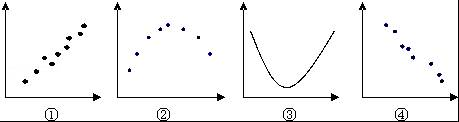 ① ② ③ ④